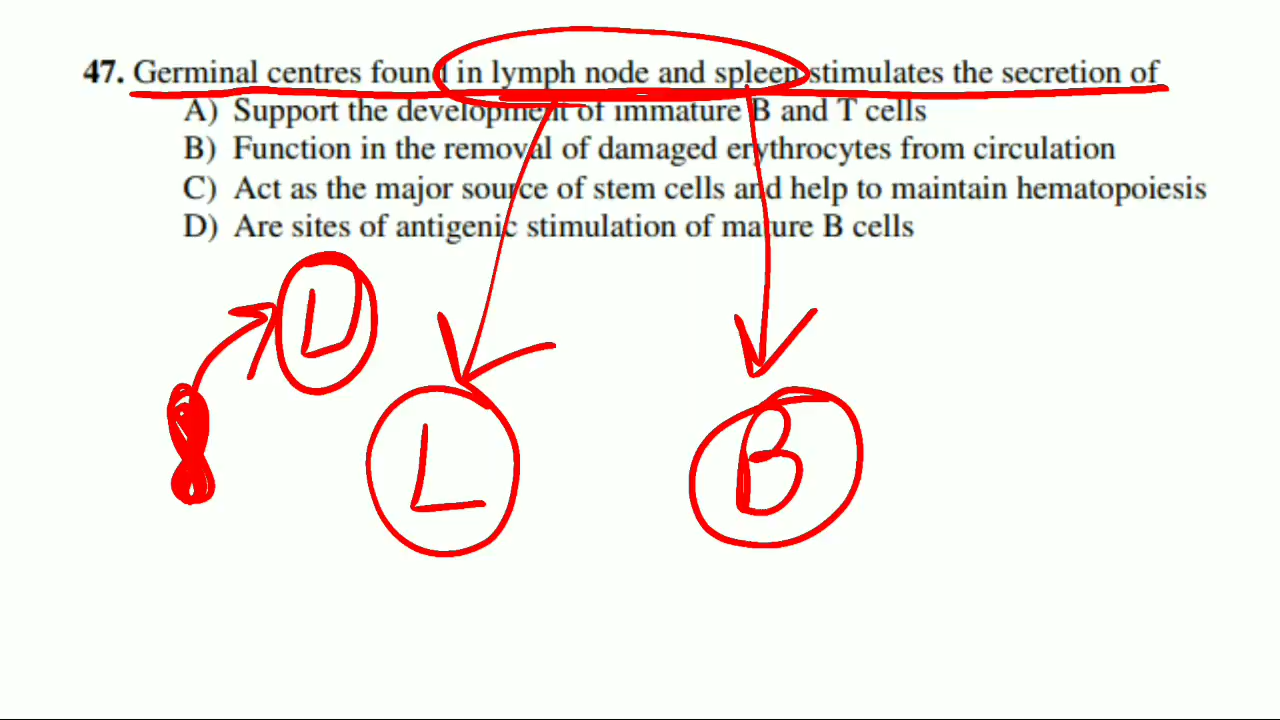 47. Germinal centres found in lymph node and spleen stimulates the secretion of
A) Support the development of immature B and T cells
B) Function in the removal of damaged erythrocytes from circulation
C) Act as the major source of stem cells and help to maintain hematopoiesis
D) Are sites of antigenic stimulation of mature B cells
D
L B